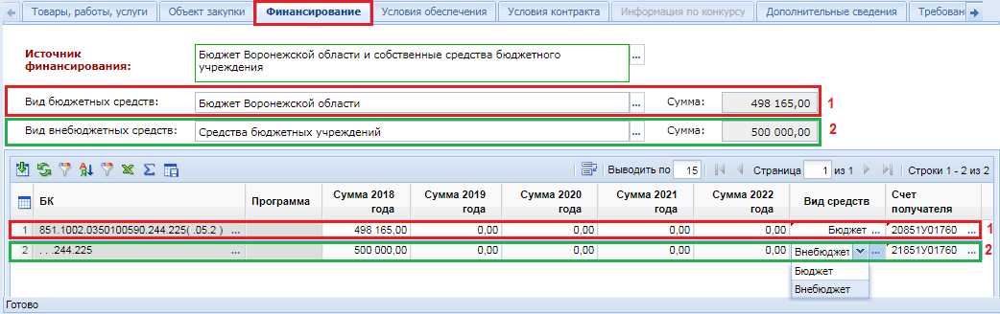 Товары, работы, услуги Объект закупки Финансирование Условия обеспечения Условия контракта Информация по конкурсу Дополнительные сведения Требован
Источник финансирования: Бюджет Воронежской области и собственные средства бюджетного
учреждения ...
Вид бюджетных средств: Бюджет Воронежской области ... Сумма: 498 165,00 1
Вид внебюджетных средств: Средства бюджетных учреждений ... Сумма: 500 000,00 2
Выводить по 15 Страница 1 из 1 Строки 1 - 2 из 2
БК Программа Сумма 2018 года Сумма 2019 года Сумма 2020 года Сумма 2021 года Сумма 2022 года Вид средств Счет получателя
1 851.1002.0350100590.244.225( .05.2 ) ... 498 165,00 0,00 0,00 0,00 0,00 Бюджет ... 20851У01760 ... 1
2 . . .244.225 ... 500 000,00 0,00 0,00 0,00 0,00 Внебюджет ... 21851У01760 ... 2
Бюджет
Внебюджет
Готово